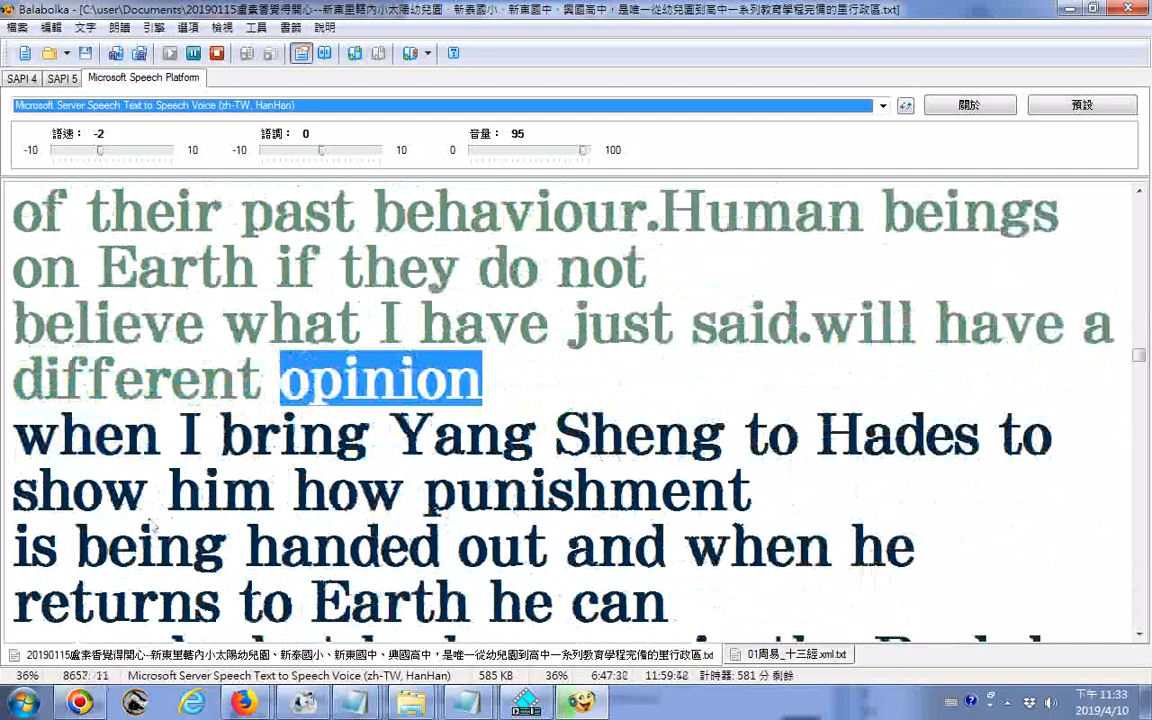 Balabolka - [C:\user\Documents\20190115盧素香覺得開心--新東里轄內小太陽幼兒園、新泰國小、新東國中、興國高中，是唯一從幼兒園到高中一系列教育學程完備的里行政區.txt]
檔案 編輯 文字 朗讀 引擎 選項 檢視 工具 書籤 說明
SAPI 4 SAPI 5 Microsoft Speech Platform
Microsoft Server Speech Text to Speech Voice (zh-TW, HanHan)
關於 預設
語速： -2 語調： 0 音量： 95
-10 10 -10 10 0 100
of their past behaviour.Human beings
on Earth if they do not
believe what I have just said.will have a
different opinion
when I bring Yang Sheng to Hades to
show him how punishment
is being handed out and when he
returns to Earth he can
20190115盧素香覺得開心--新東里轄內小太陽幼兒園、新泰國小、新東國中、興國高中，是唯一從幼兒園到高中一系列教育學程完備的里行政區.txt 01周易_十三經.xml.txt
36% 8657: 11 Microsoft Server Speech Text to Speech Voice (zh-TW, HanHan) 585 KB 36% 6:47:32 11:59:48 計時器: 581 分 剩餘
下午 11:33
2019/4/10